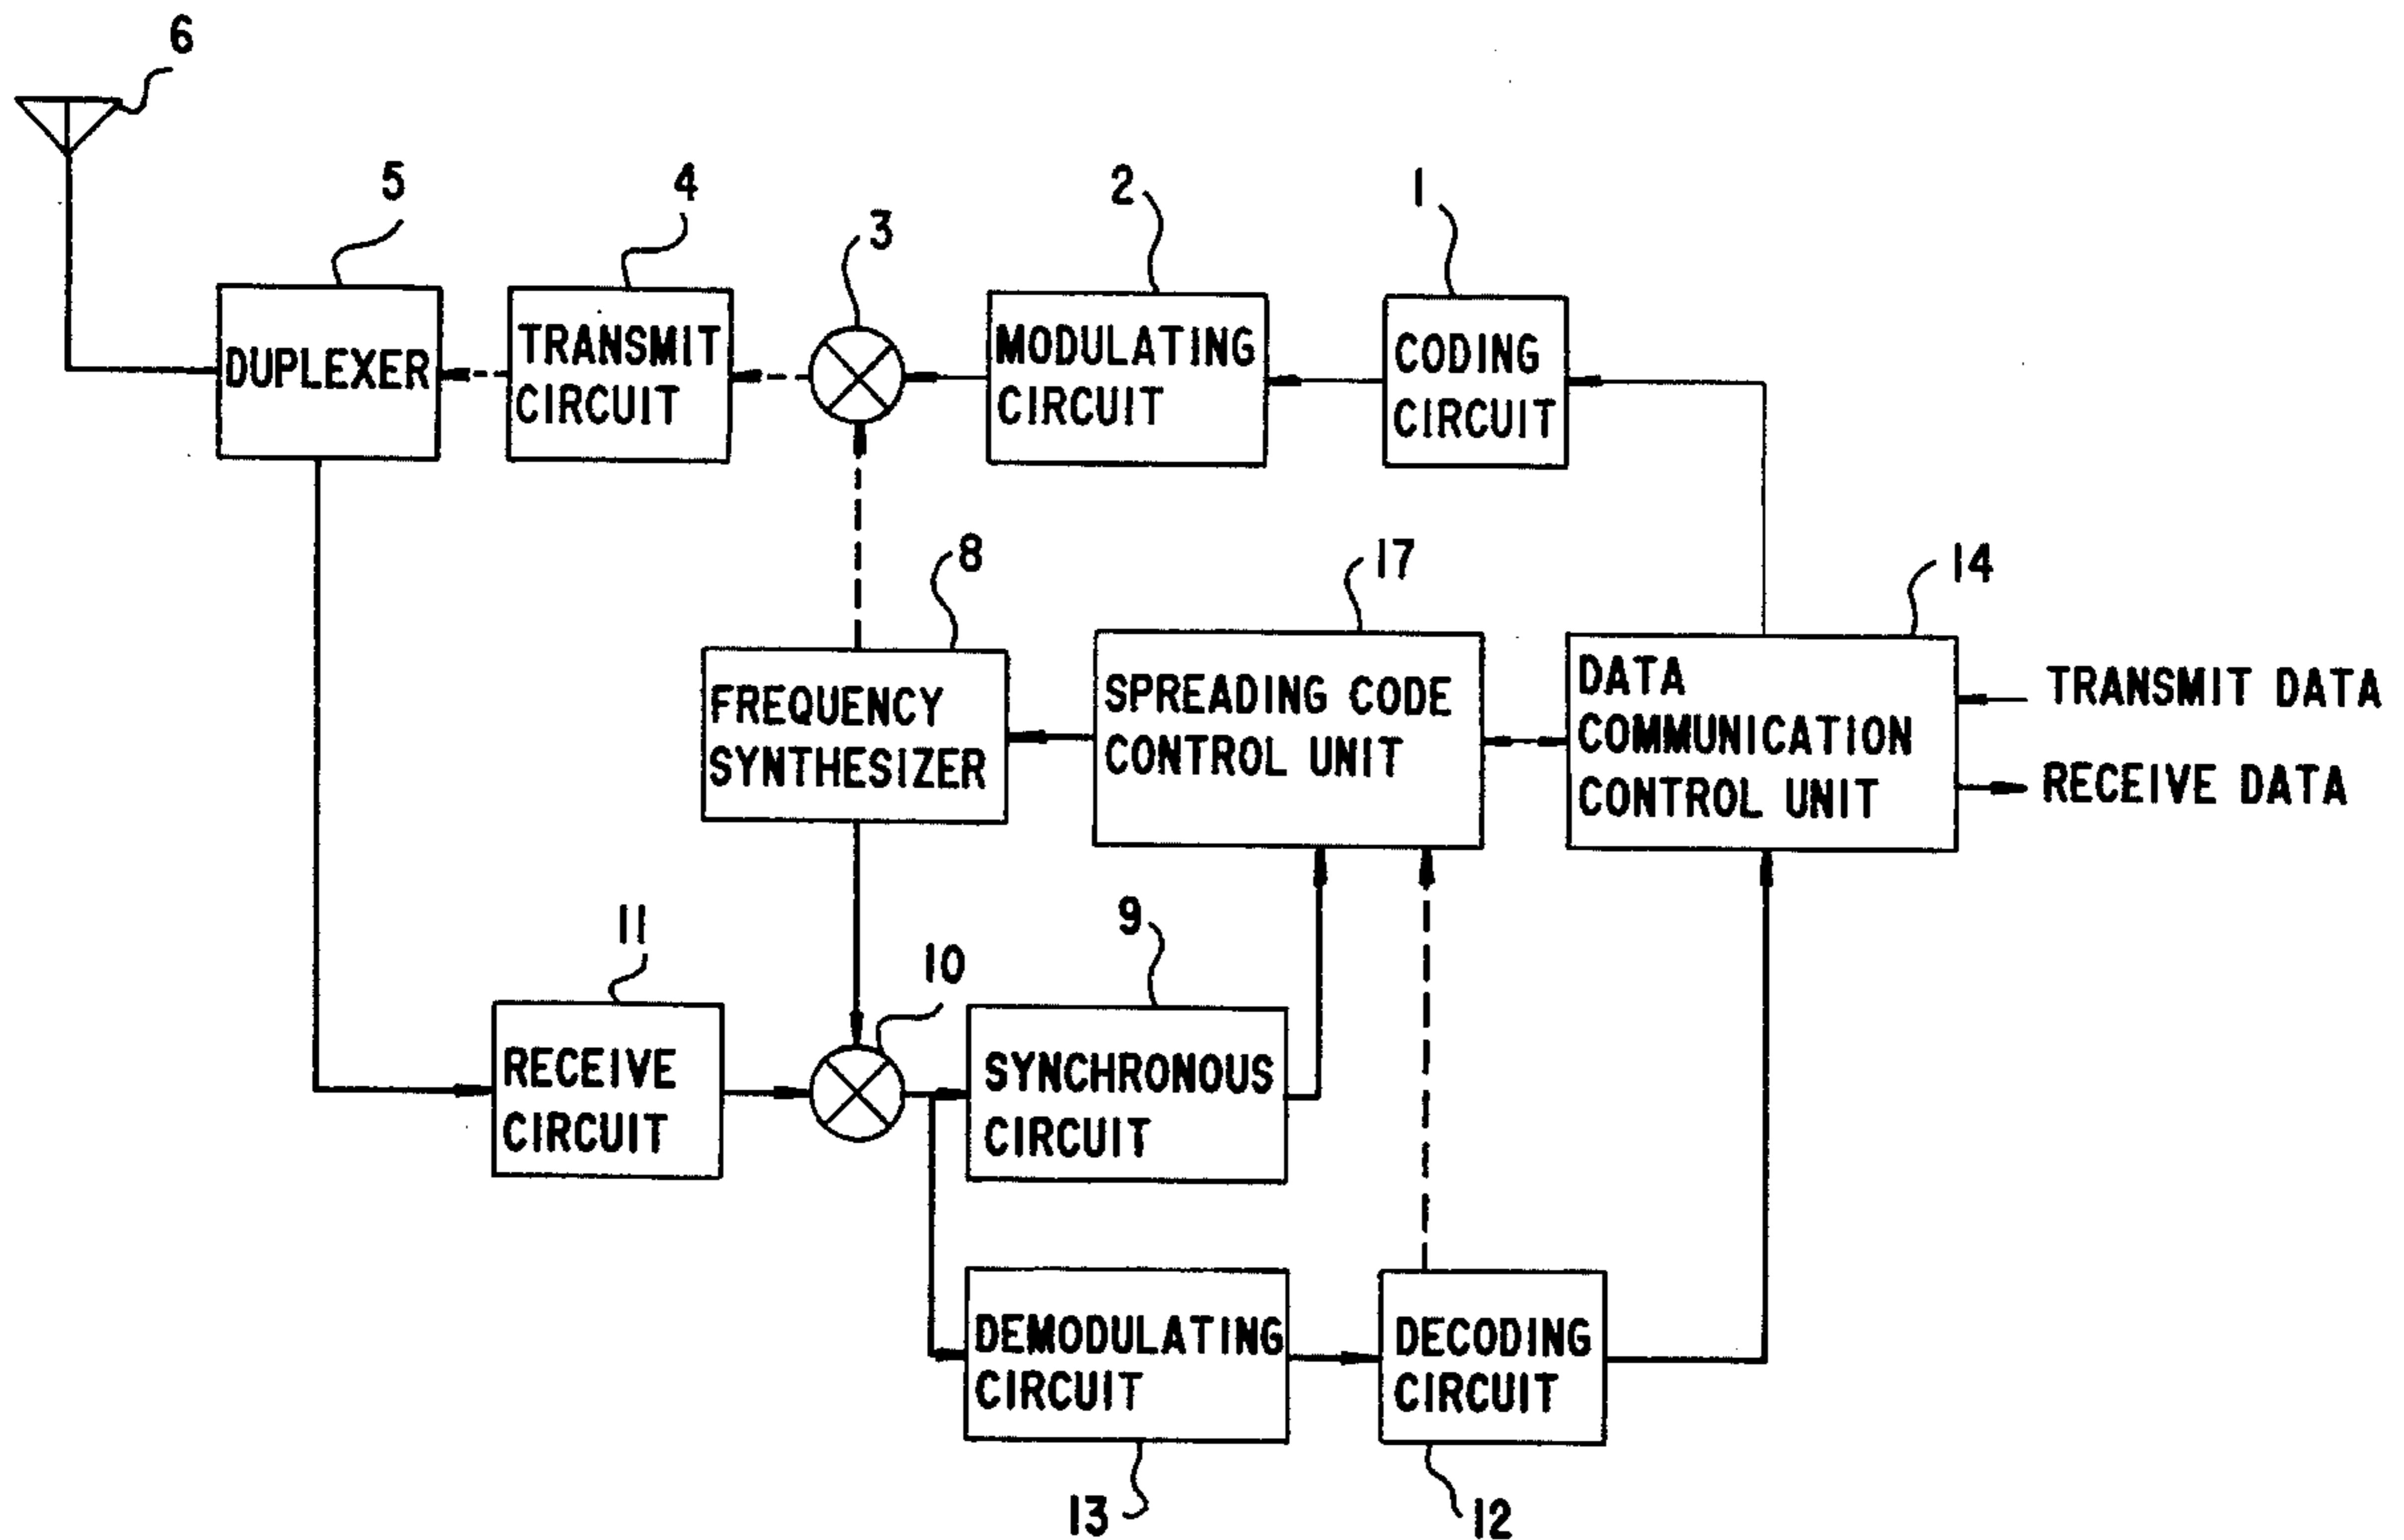 6
5
4
3
2
1
DUPLEXER
TRANSMIT
CIRCUIT
MODULATING
CIRCUIT
CODING
CIRCUIT
8
17
14
FREQUENCY
SYNTHESIZER
SPREADING CODE
CONTROL UNIT
DATA
COMMUNICATION
CONTROL UNIT
TRANSMIT DATA
RECEIVE DATA
11
10
9
RECEIVE
CIRCUIT
SYNCHRONOUS
CIRCUIT
DEMODULATING
CIRCUIT
DECODING
CIRCUIT
13
12